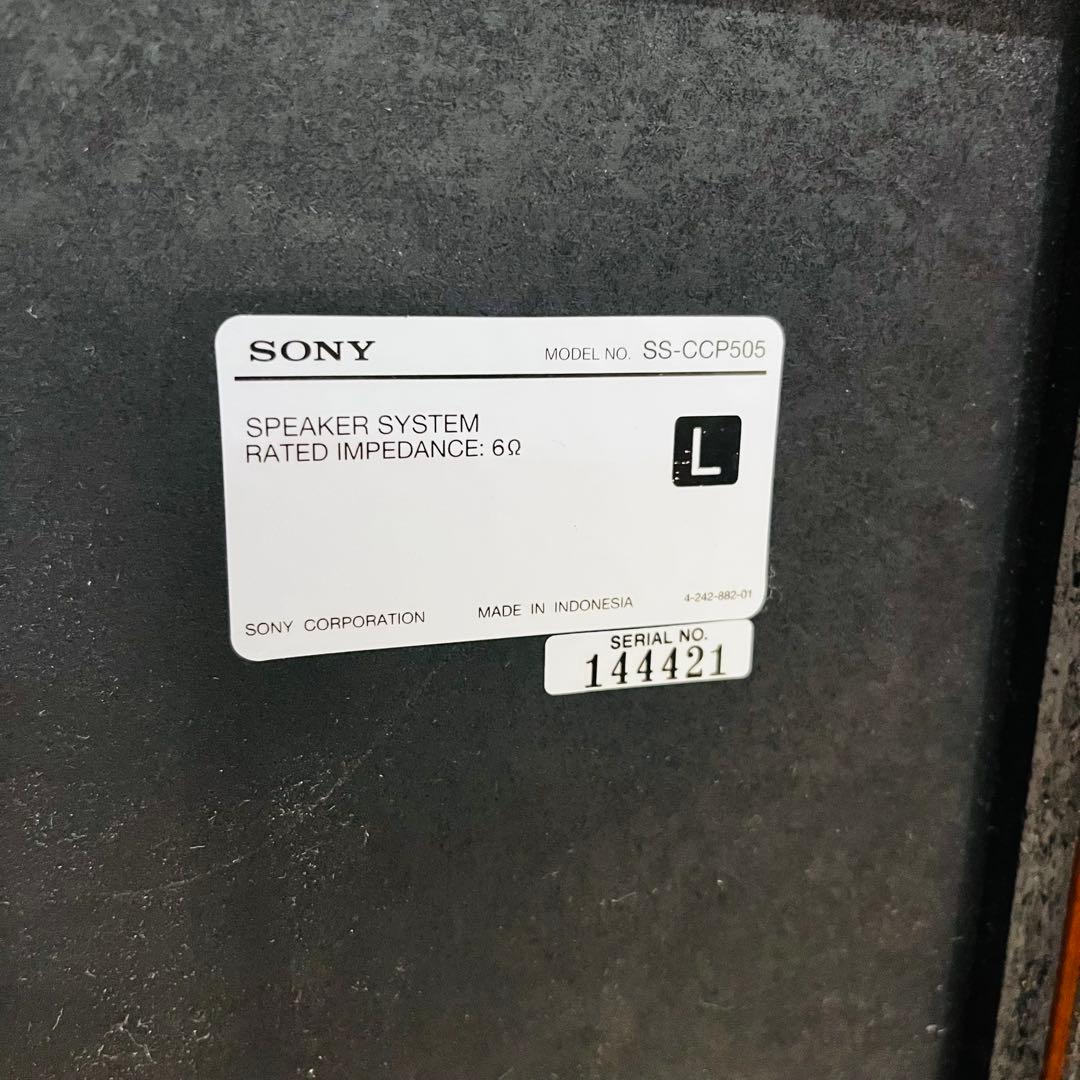 SONY MODEL NO. SS-CCP505
SPEAKER SYSTEM
RATED IMPEDANCE: 6Ω
L
SONY CORPORATION MADE IN INDONESIA 4-242-882-01
SERIAL NO.
144421